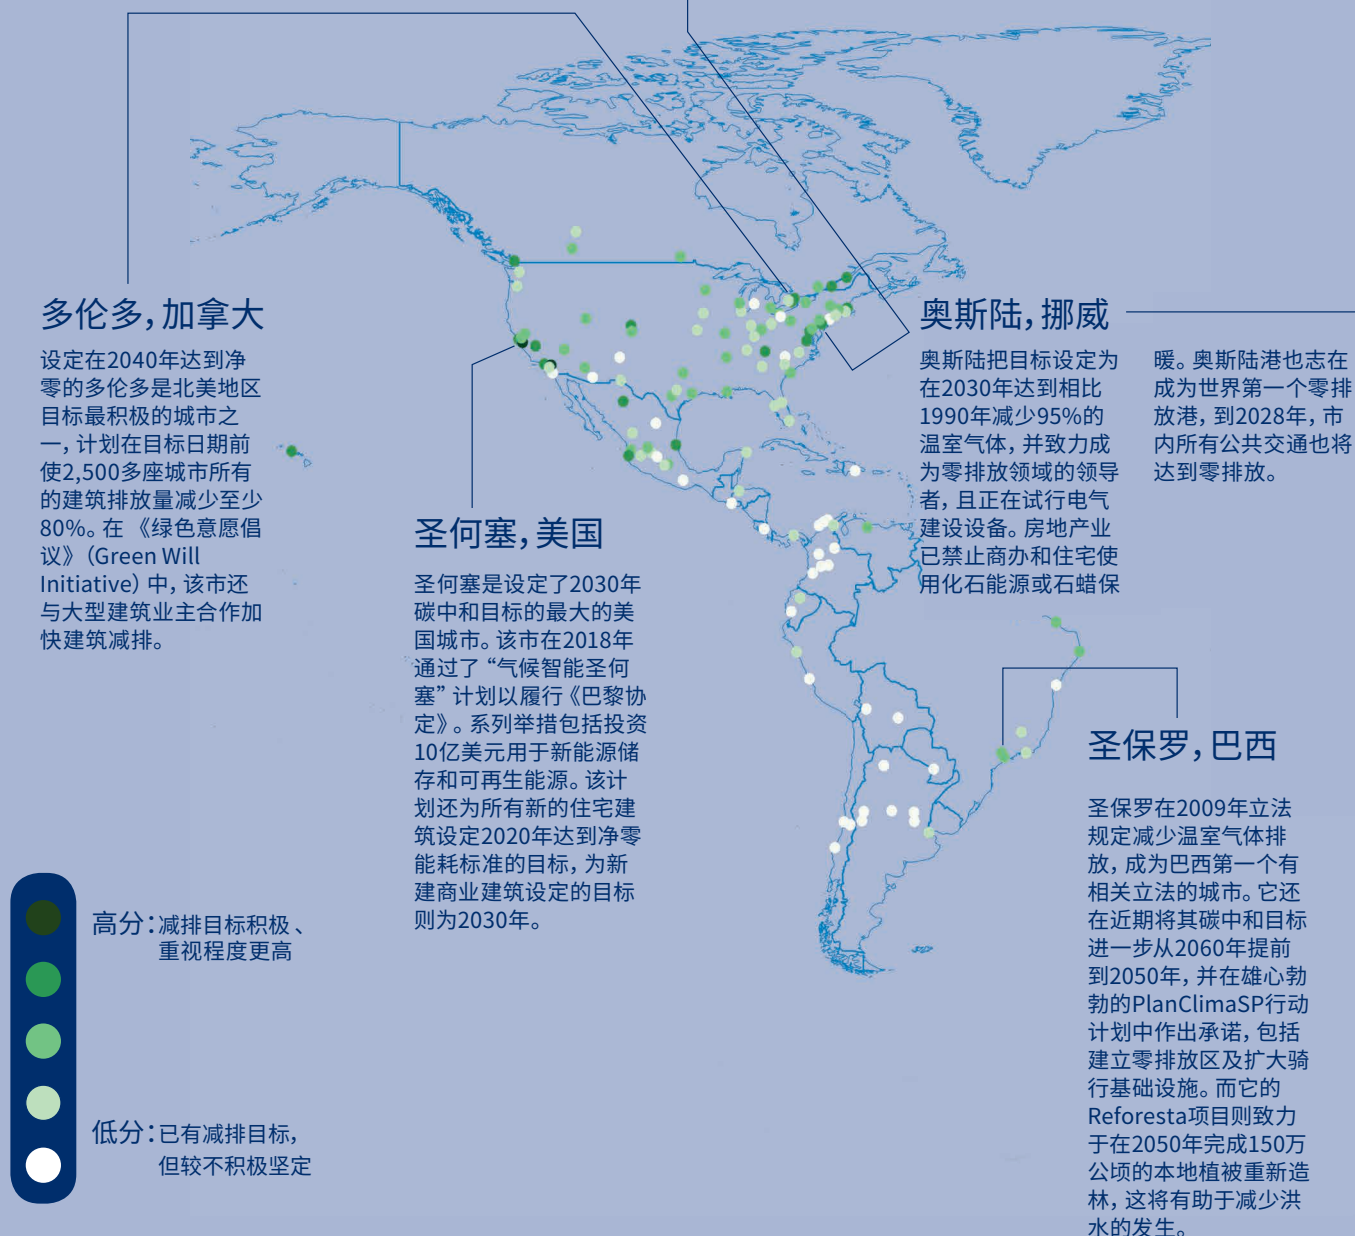 多伦多，加拿大
设定在2040年达到净
零的多伦多是北美地区
目标最积极的城市之
一，计划在目标日期前
使2,500多座城市所有
的建筑排放量减少至少
80%。在 《绿色意愿倡
议》（Green Will
Initiative）中，该市还
与大型建筑业主合作加
快建筑减排。
圣何塞，美国
圣何塞是设定了2030年
碳中和目标的最大的美
国城市。该市在2018年
通过了 “气候智能圣何
塞” 计划以履行《巴黎协
定》。系列举措包括投资
10亿美元用于新能源储
存和可再生能源。该计
划还为所有新的住宅建
筑设定2020年达到净零
能耗标准的目标，为新
建商业建筑设定的目标
则为2030年。
奥斯陆，挪威
奥斯陆把目标设定为
在2030年达到相比
1990年减少95%的
温室气体，并致力成
为零排放领域的领导
者，且正在试行电气
建设设备。房地产业
已禁止商办和住宅使
用化石能源或石蜡保
暖。奥斯陆港也志在
成为世界第一个零排
放港，到2028年，市
内所有公共交通也将
达到零排放。
圣保罗，巴西
圣保罗在2009年立法
规定减少温室气体排
放，成为巴西第一个有
相关立法的城市。它还
在近期将其碳中和目标
进一步从2060年提前
到2050年，并在雄心勃
勃的PlanClimaSP行动
计划中作出承诺，包括
建立零排放区及扩大骑
行基础设施。而它的
Reforesta项目则致力
于在2050年完成150万
公顷的本地植被重新造
林，这将有助于减少洪
水的发生。
高分：减排目标积极 、
重视程度更高
低分：已有减排目标，
但较不积极坚定